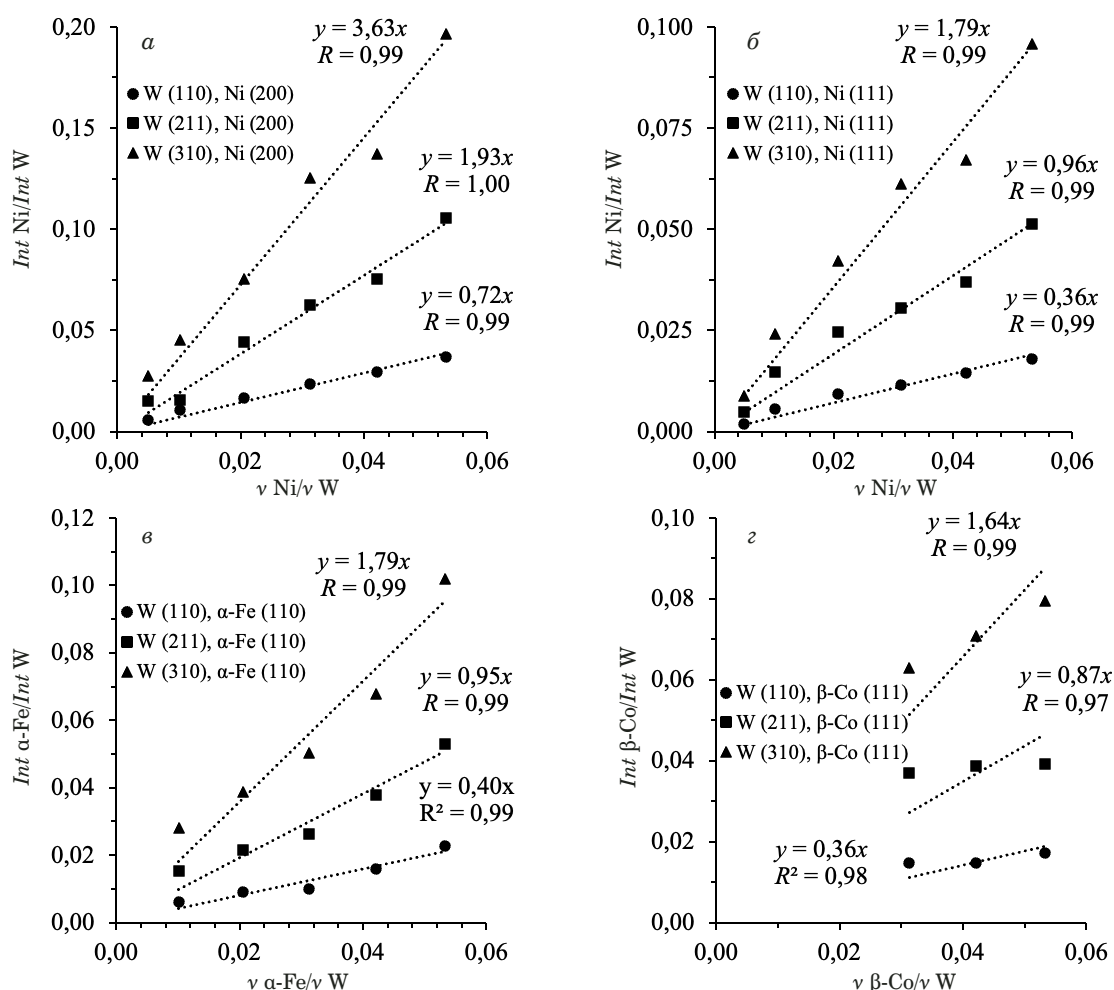 а
y = 3,63x
R = 0,99
W (110), Ni (200)
W (211), Ni (200)
W (310), Ni (200)
y = 1,93x
R = 1,00
y = 0,72x
R = 0,99
Int Ni/Int W
0,20
0,15
0,10
0,05
0,00
0,00 0,02 0,04 0,06
ν Ni/ν W
б
y = 1,79x
R = 0,99
W (110), Ni (111)
W (211), Ni (111)
W (310), Ni (111)
y = 0,96x
R = 0,99
y = 0,36x
R = 0,99
Int Ni/Int W
0,100
0,075
0,050
0,025
0,000
0,00 0,02 0,04 0,06
ν Ni/ν W
в
y = 1,79x
R = 0,99
W (110), α-Fe (110)
W (211), α-Fe (110)
W (310), α-Fe (110)
y = 0,95x
R = 0,99
y = 0,40x
R² = 0,99
Int α-Fe/Int W
0,12
0,10
0,08
0,06
0,04
0,02
0,00
0,00 0,02 0,04 0,06
ν α-Fe/ν W
г
y = 1,64x
R = 0,99
W (110), β-Co (111)
W (211), β-Co (111)
W (310), β-Co (111)
y = 0,87x
R = 0,97
y = 0,36x
R² = 0,98
Int β-Co/Int W
0,10
0,08
0,06
0,04
0,02
0,00
0,00 0,02 0,04 0,06
ν β-Co/ν W